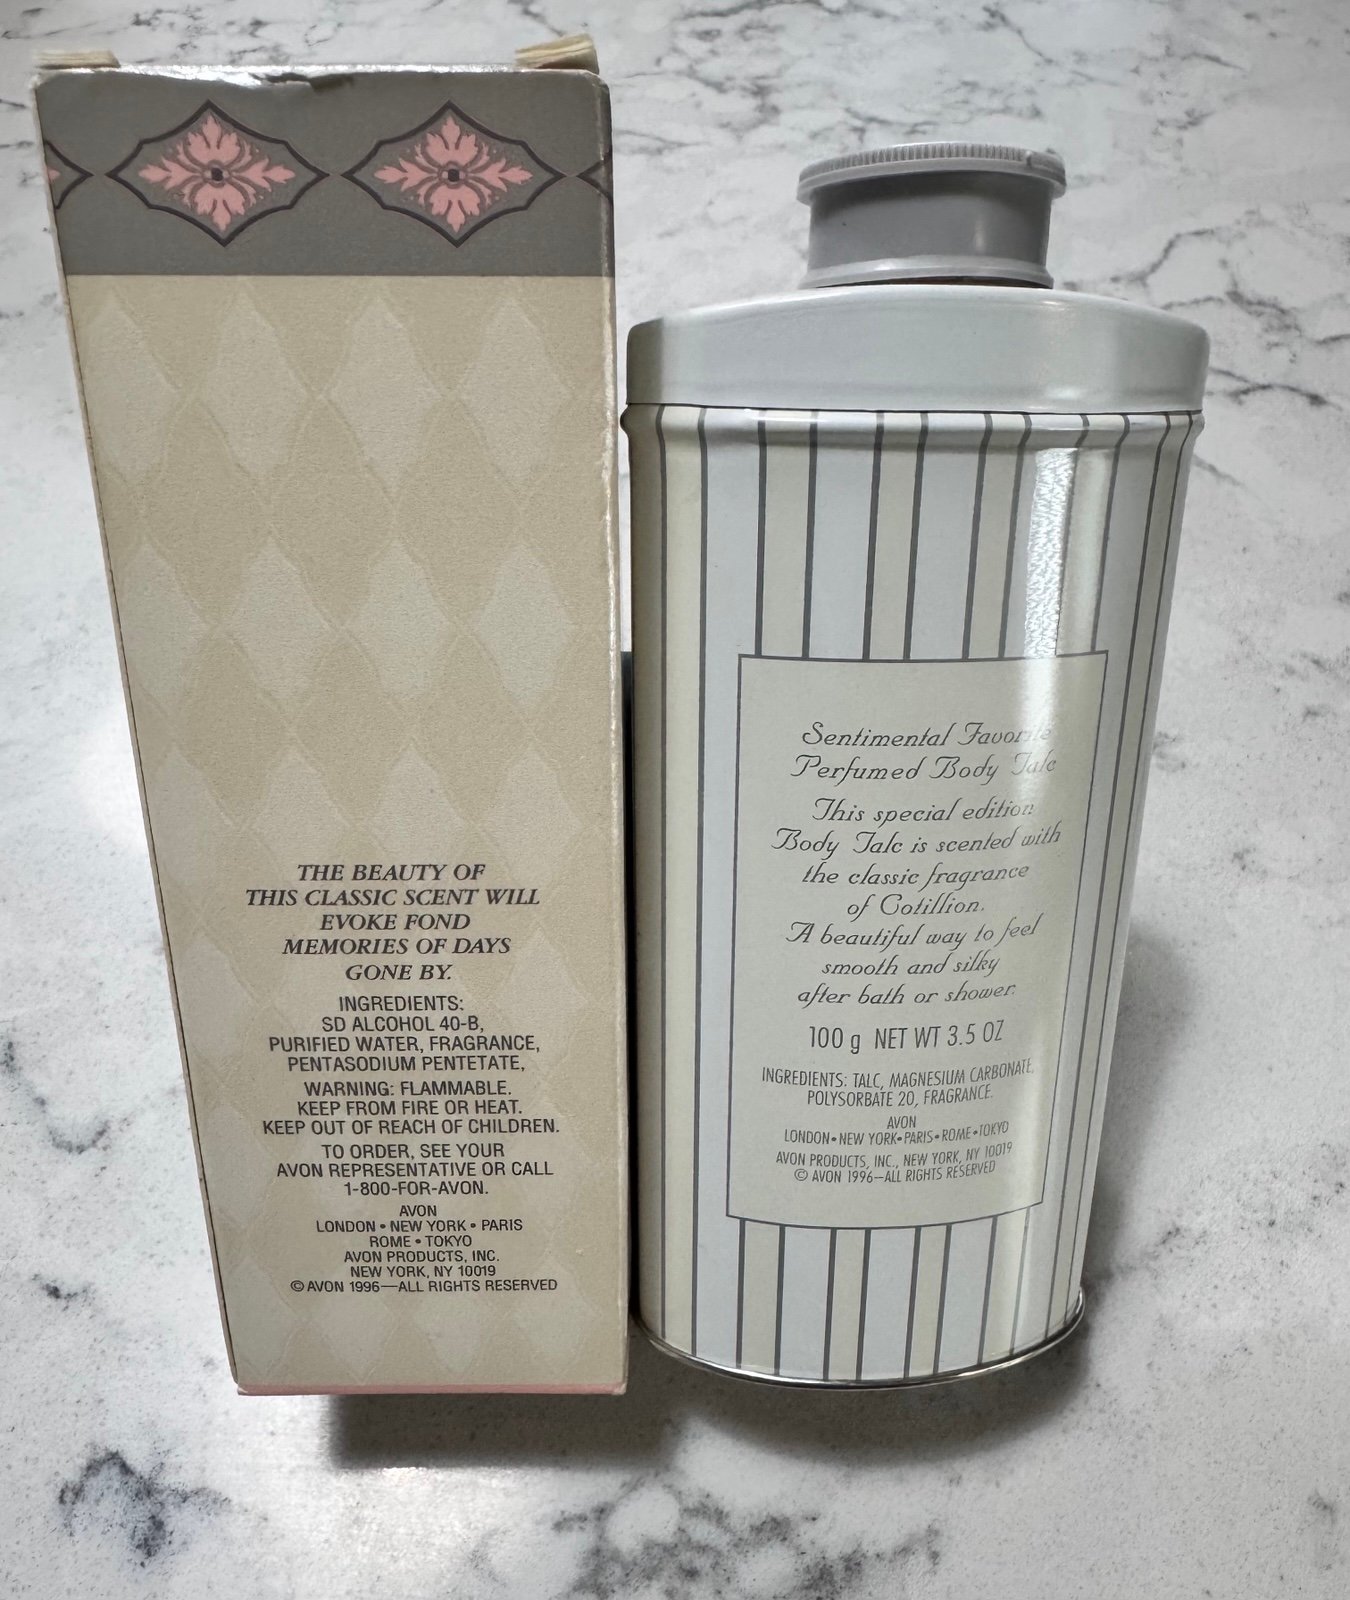 THE BEAUTY OF
THIS CLASSIC SCENT WILL
EVOKE FOND
MEMORIES OF DAYS
GONE BY.
INGREDIENTS:
SD ALCOHOL 40-B,
PURIFIED WATER, FRAGRANCE,
PENTASODIUM PENTETATE,
WARNING: FLAMMABLE.
KEEP FROM FIRE OR HEAT.
KEEP OUT OF REACH OF CHILDREN.
TO ORDER, SEE YOUR
AVON REPRESENTATIVE OR CALL
1-800-FOR-AVON.
AVON
LONDON • NEW YORK • PARIS
ROME • TOKYO
AVON PRODUCTS, INC.
NEW YORK, NY 10019
© AVON 1996—ALL RIGHTS RESERVED
Sentimental Favorite
Perfumed Body Talc
This special edition
Body Talc is scented with
the classic fragrance
of Cotillion.
A beautiful way to feel
smooth and silky
after bath or shower.
100 g NET WT 3.5 OZ
INGREDIENTS: TALC, MAGNESIUM CARBONATE,
POLYSORBATE 20, FRAGRANCE.
AVON
LONDON • NEW YORK • PARIS • ROME • TOKYO
AVON PRODUCTS, INC., NEW YORK, NY 10019
© AVON 1996—ALL RIGHTS RESERVED